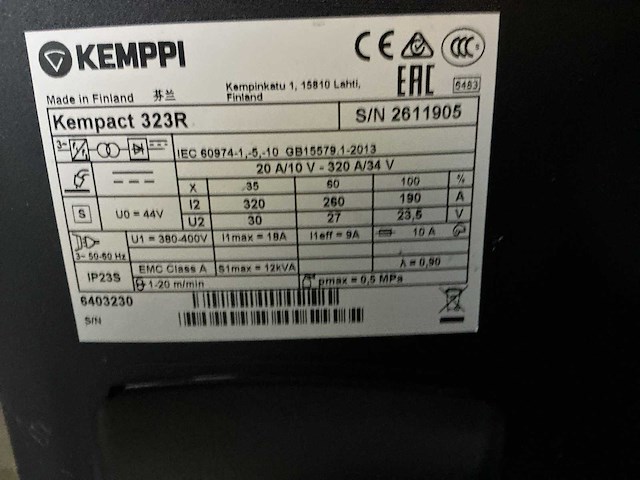 KEMPPI
CE
CCC
EAC
Made in Finland 芬兰
Kempinkatu 1, 15810 Lahti,
Finland
Kempact 323R
S/N 2611905
3~
IEC 60974-1,-5,-10 GB15579.1-2013
20 A/10 V - 320 A/34 V
X 35 60 100 %
I2 320 260 190 A
U2 30 27 23,5 V
S
U0 = 44V
3~ 50-60 Hz
U1 = 380-400V I1max = 18A I1eff = 9A 10 A
IP23S
EMC Class A S1max = 12kVA λ = 0,90
1-20 m/min pmax = 0,5 MPa
6403230
S/N